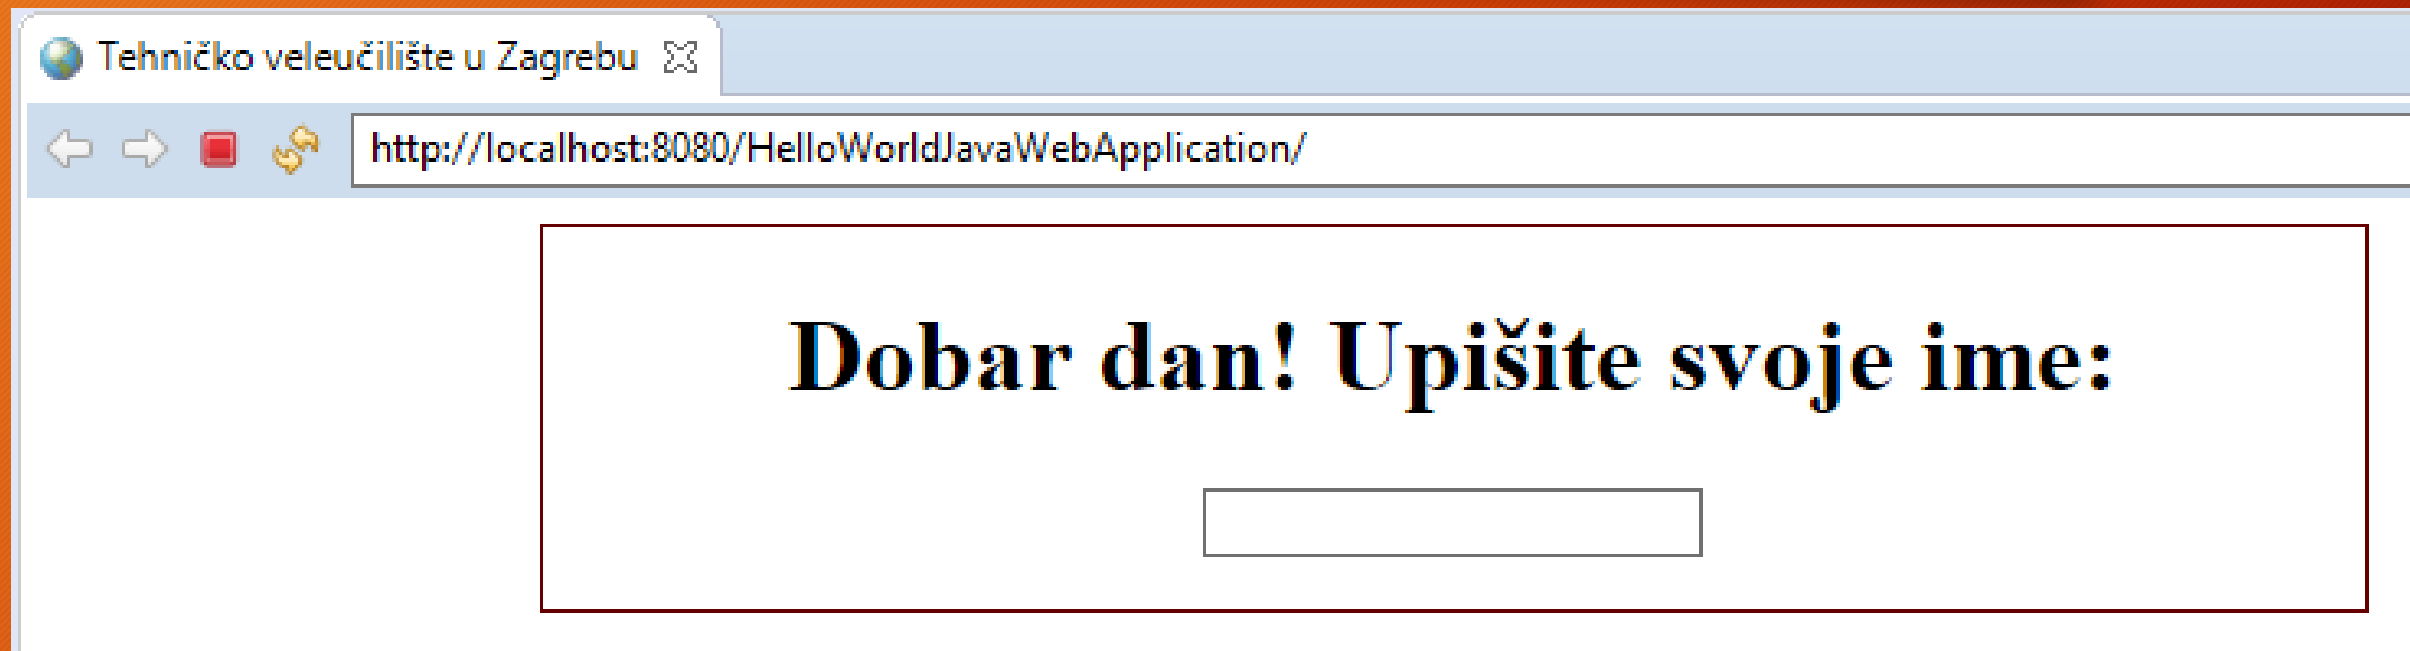 Tehničko veleučilište u Zagrebu
http://localhost:8080/HelloWorldJavaWebApplication/
Dobar dan! Upišite svoje ime: